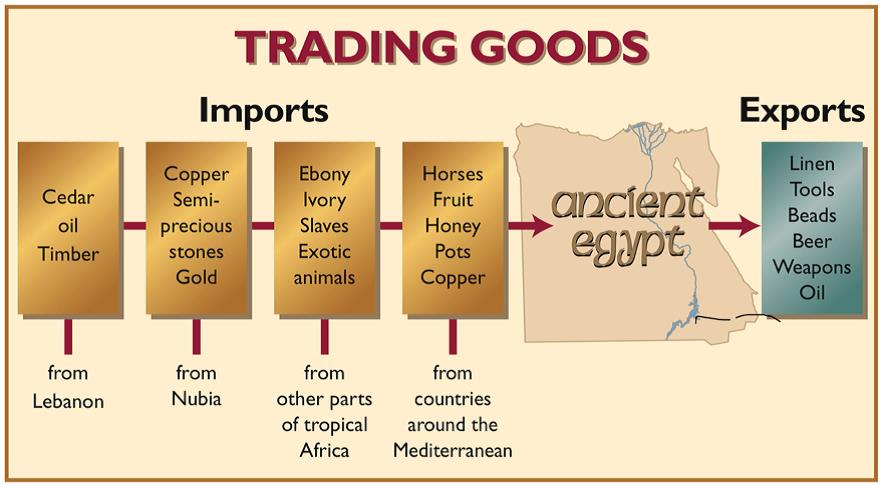 TRADING GOODS
Imports
Exports
Cedar
oil
Timber
Copper
Semi-
precious
stones
Gold
Ebony
Ivory
Slaves
Exotic
animals
Horses
Fruit
Honey
Pots
Copper
ancient
egypt
Linen
Tools
Beads
Beer
Weapons
Oil
from
Lebanon
from
Nubia
from
other parts
of tropical
Africa
from
countries
around the
Mediterranean